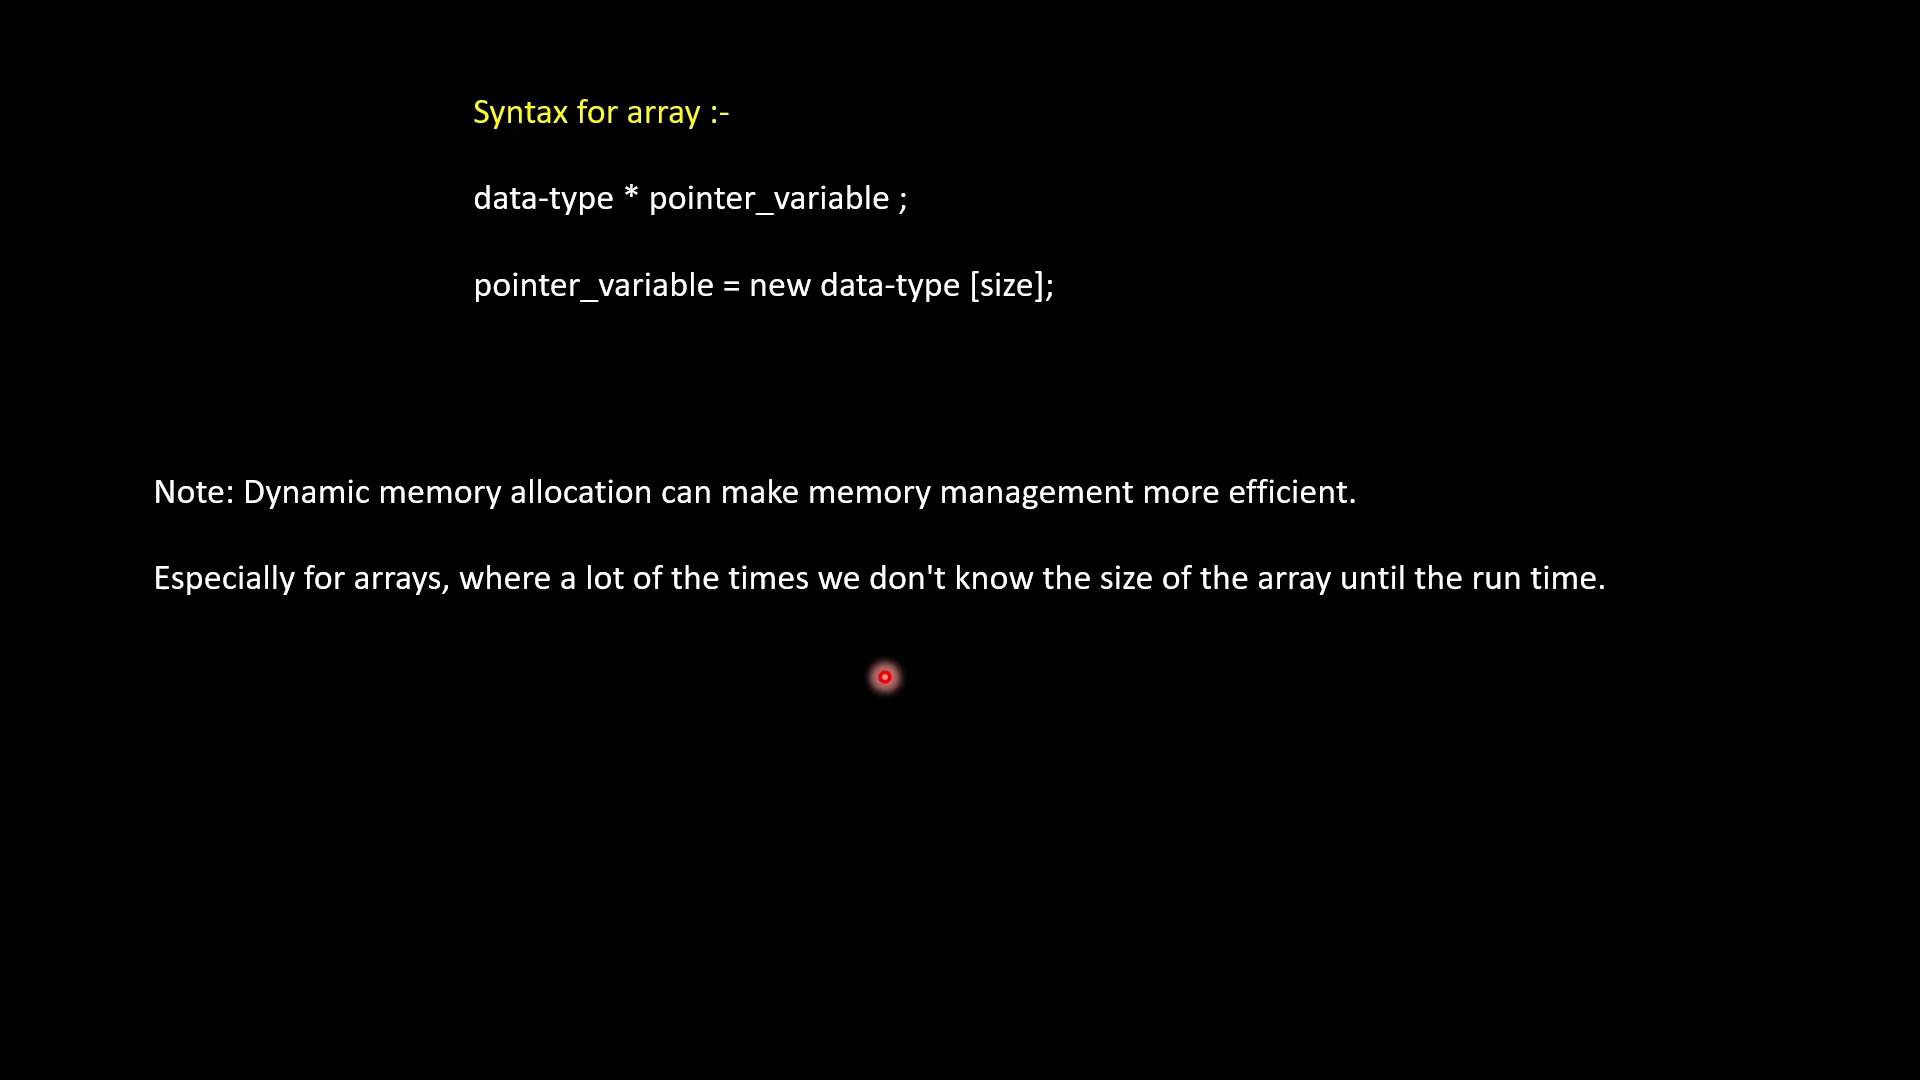 Syntax for array :-
data-type * pointer_variable ;
pointer_variable = new data-type [size];
Note: Dynamic memory allocation can make memory management more efficient.
Especially for arrays, where a lot of the times we don't know the size of the array until the run time.